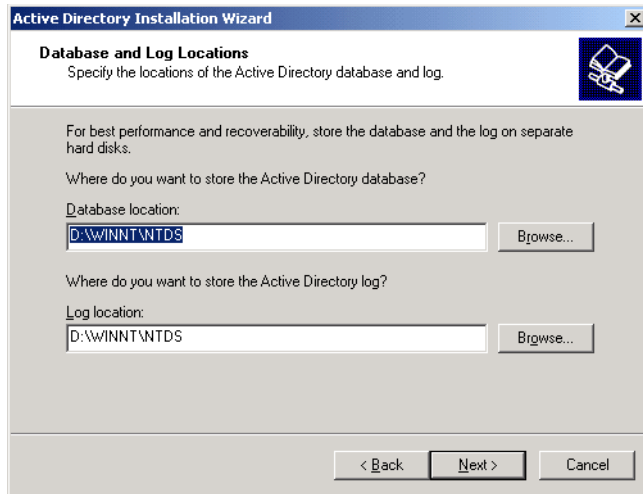 Active Directory Installation Wizard
Database and Log Locations
Specify the locations of the Active Directory database and log.
For best performance and recoverability, store the database and the log on separate
hard disks.
Where do you want to store the Active Directory database?
Database location:
D:\WINNT\NTDS
Browse...
Where do you want to store the Active Directory log?
Log location:
D:\WINNT\NTDS
Browse...
< Back
Next >
Cancel